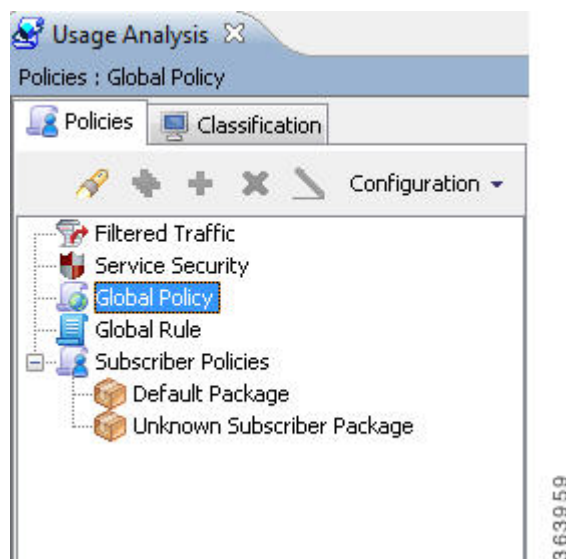 Usage Analysis
Policies : Global Policy
Policies Classification
Configuration
Filtered Traffic
Service Security
Global Policy
Global Rule
Subscriber Policies
Default Package
Unknown Subscriber Package
363959